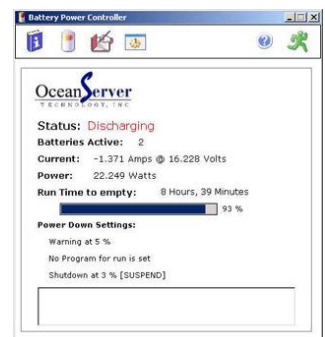 Battery Power Controller
OceanServer
TECHNOLOGY, INC
Status: Discharging
Batteries Active: 2
Current: -1.371 Amps @ 16.228 Volts
Power: 22.249 Watts
Run Time to empty: 8 Hours, 39 Minutes
93 %
Power Down Settings:
Warning at 5 %
No Program for run is set
Shutdown at 3 % [SUSPEND]